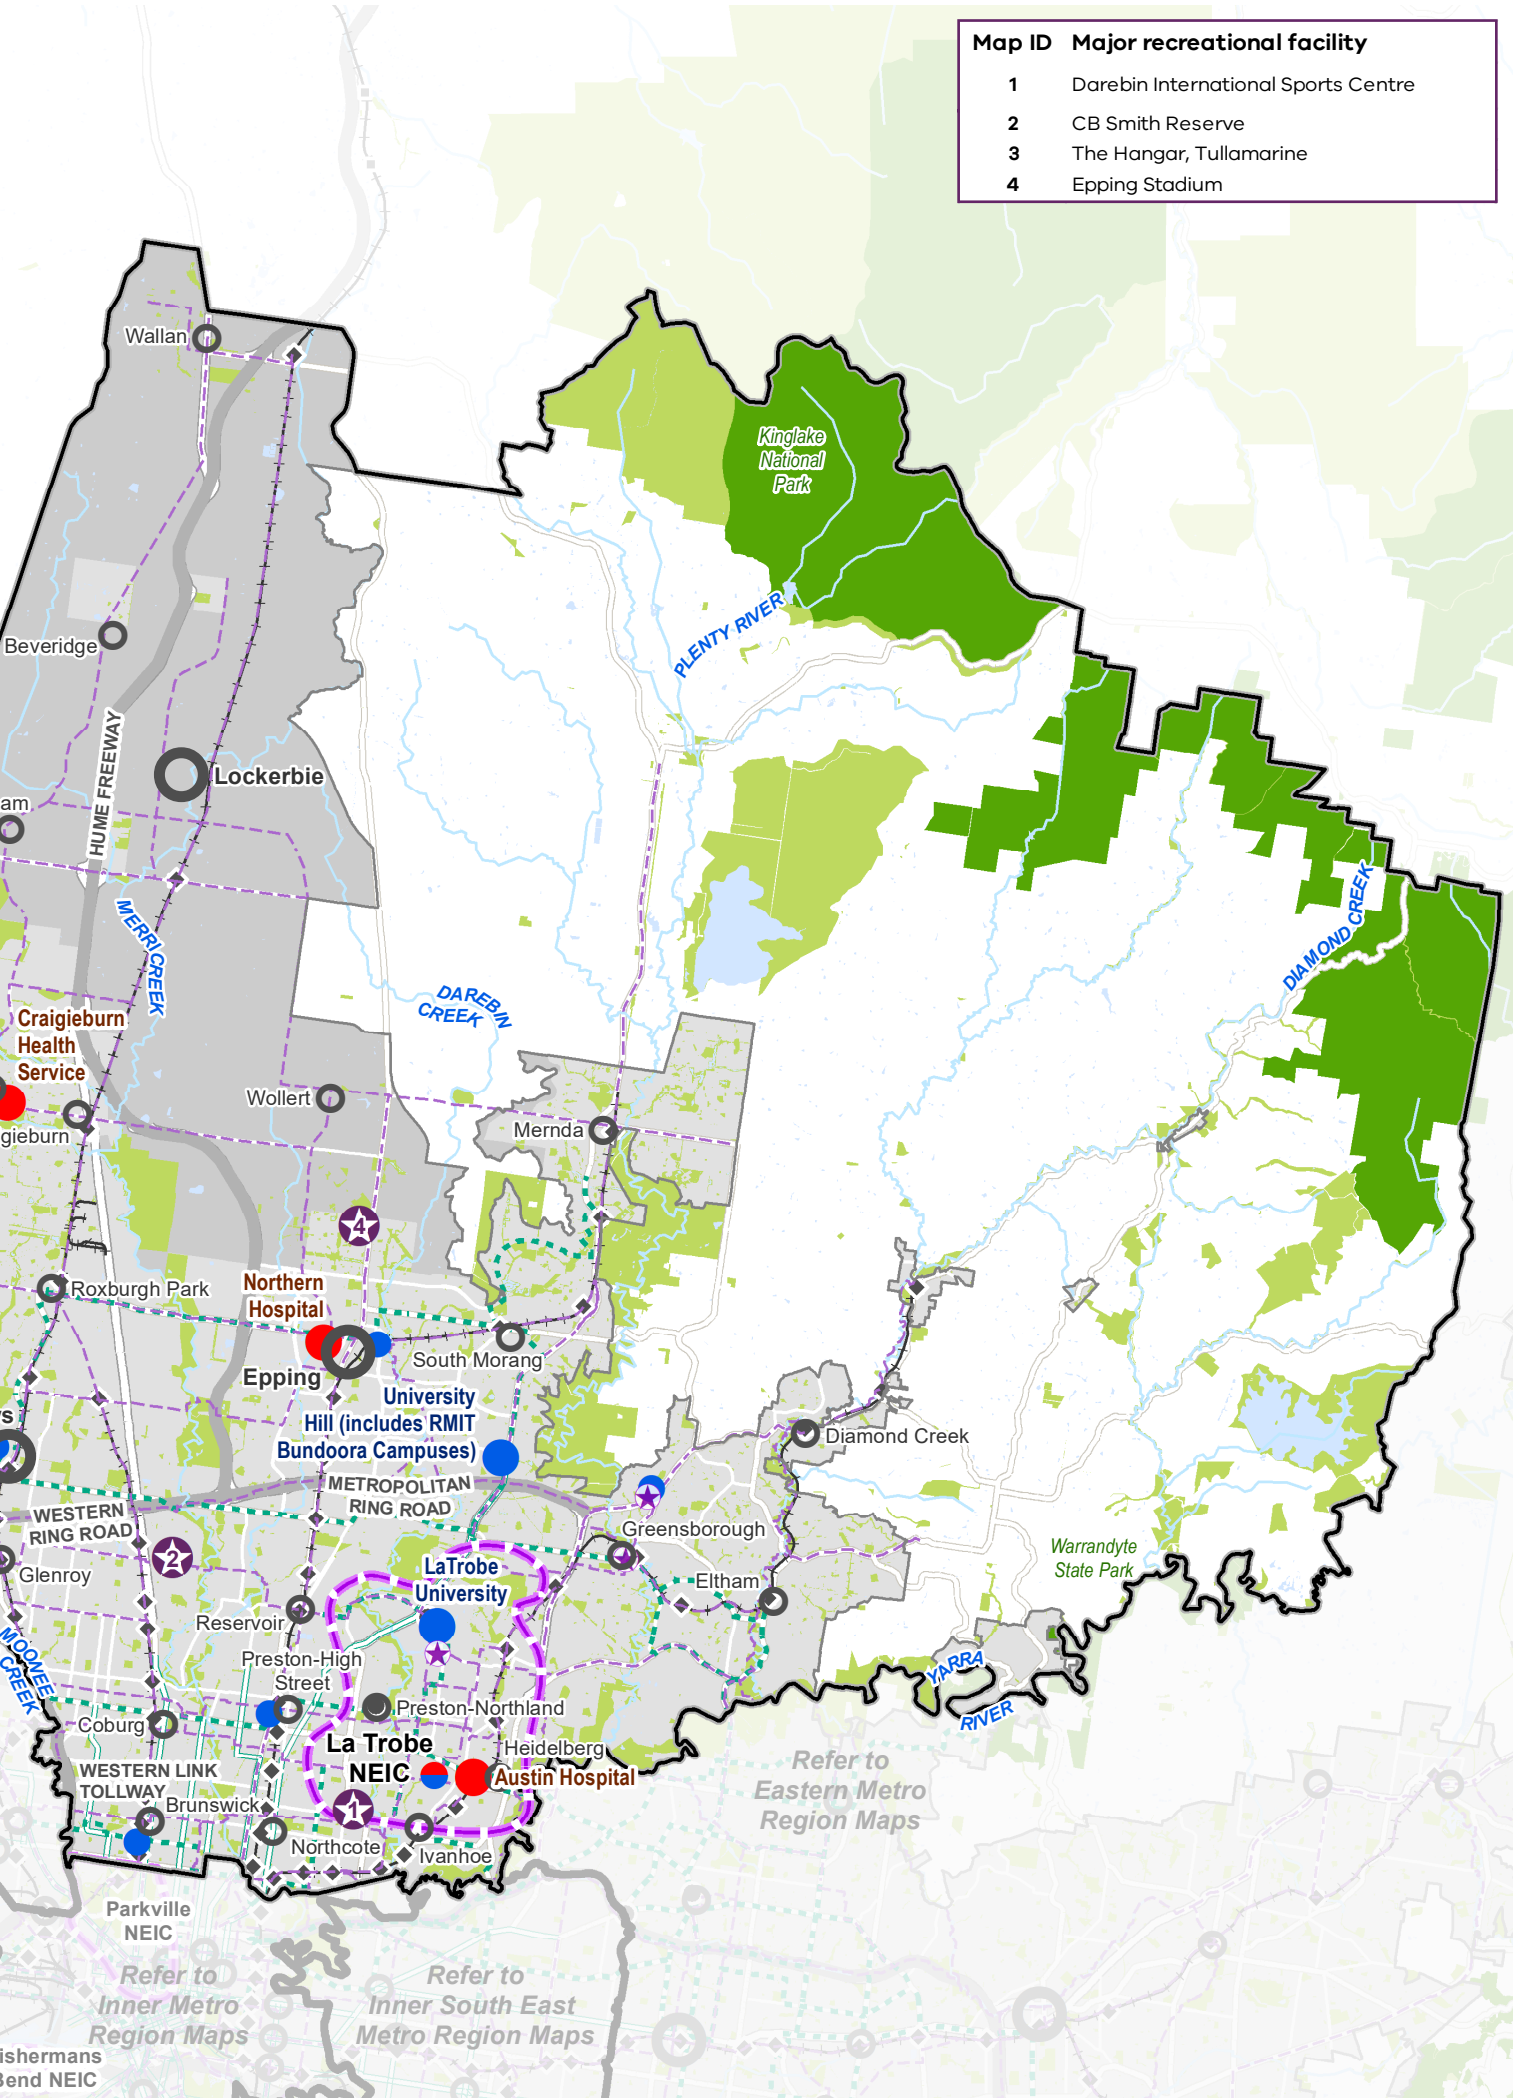 Map ID Major recreational facility
1 Darebin International Sports Centre
2 CB Smith Reserve
3 The Hangar, Tullamarine
4 Epping Stadium
Wallan
Kinglake
National
Park
PLENTY RIVER
Beveridge
HUME FREEWAY
Lockerbie
am
MERRI CREEK
DIAMOND CREEK
DAREBIN
CREEK
Craigieburn
Health
Service
Wollert
gieburn
Mernda
4
Roxburgh Park
Northern
Hospital
South Morang
Epping
University
Hill (includes RMIT
Bundoora Campuses)
rs
Diamond Creek
METROPOLITAN
RING ROAD
WESTERN
RING ROAD
Greensborough
2
Glenroy
LaTrobe
University
Warrandyte
State Park
Eltham
Reservoir
MOONEE
CREEK
Preston-High
Street
YARRA
RIVER
Preston-Northland
Coburg
La Trobe
NEIC
Heidelberg
Austin Hospital
WESTERN LINK
TOLLWAY
Brunswick
1
Northcote
Ivanhoe
Refer to
Eastern Metro
Region Maps
Parkville
NEIC
Refer to
Inner Metro
Region Maps
Refer to
Inner South East
Metro Region Maps
ishermans
Bend NEIC